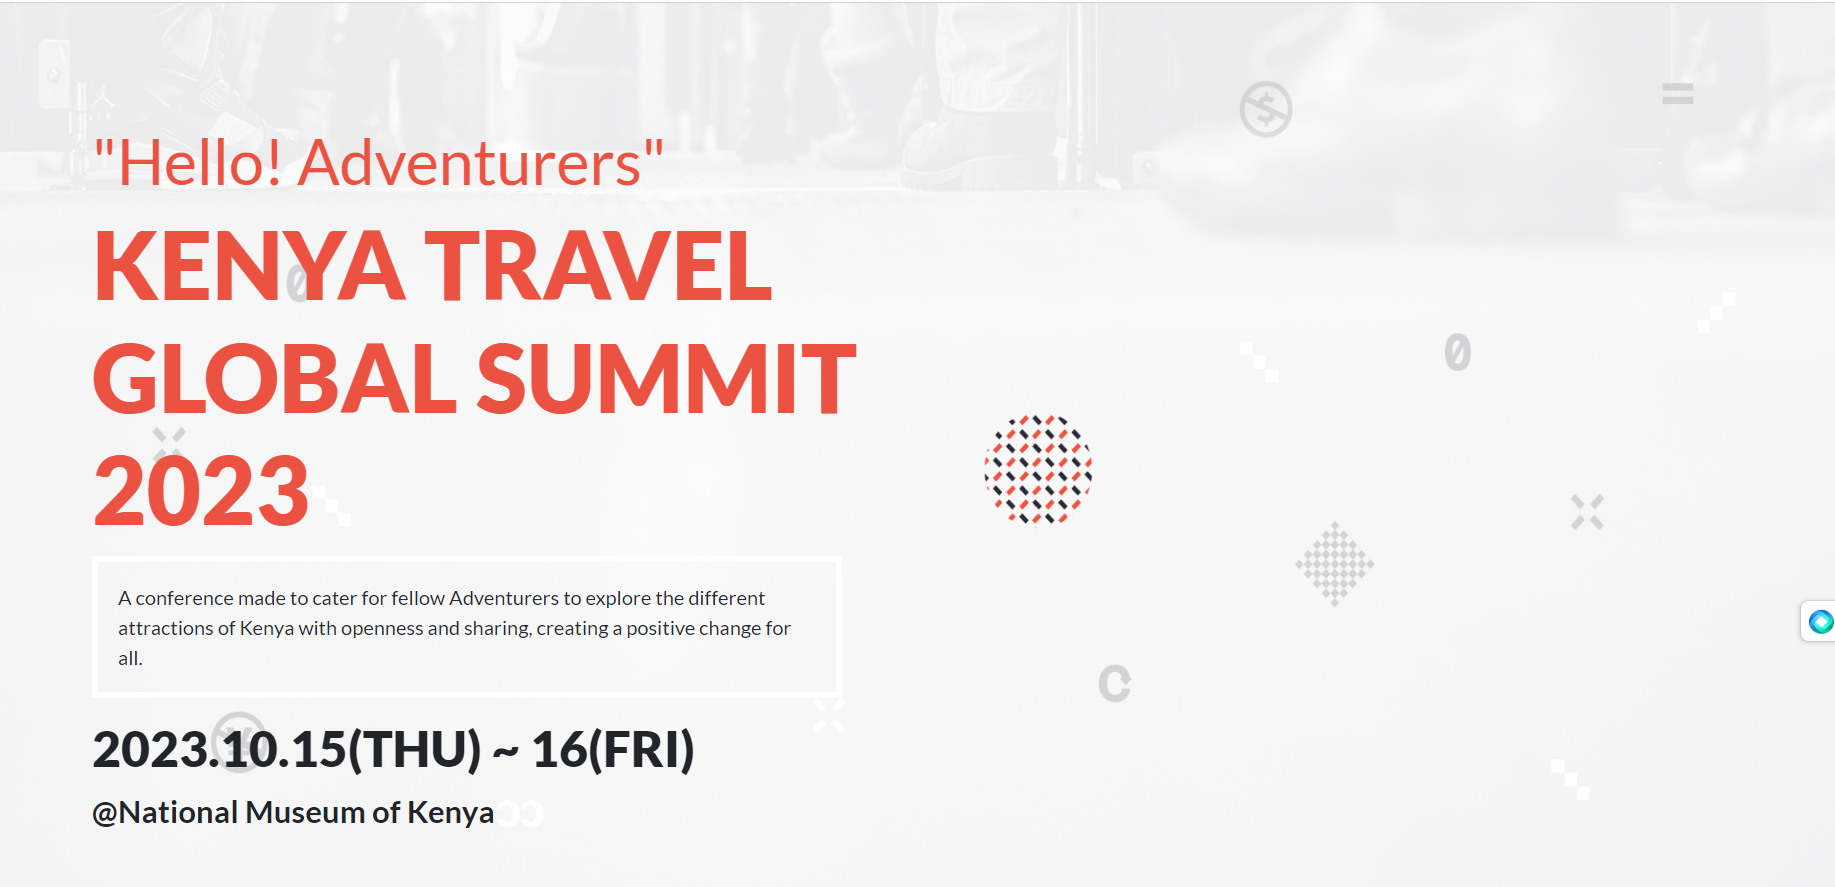 "Hello! Adventurers"
KENYA TRAVEL
GLOBAL SUMMIT
2023
A conference made to cater for fellow Adventurers to explore the different
attractions of Kenya with openness and sharing, creating a positive change for
all.
2023.10.15(THU) ~ 16(FRI)
@National Museum of Kenya